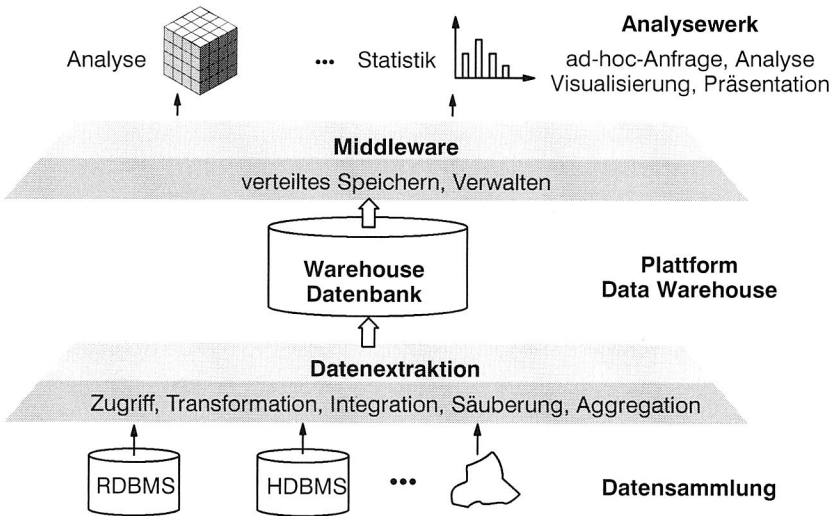 Analysewerk
Analyse ... Statistik
ad-hoc-Anfrage, Analyse
Visualisierung, Präsentation
Middleware
verteiltes Speichern, Verwalten
Warehouse
Datenbank
Plattform
Data Warehouse
Datenextraktion
Zugriff, Transformation, Integration, Säuberung, Aggregation
RDBMS HDBMS ...
Datensammlung